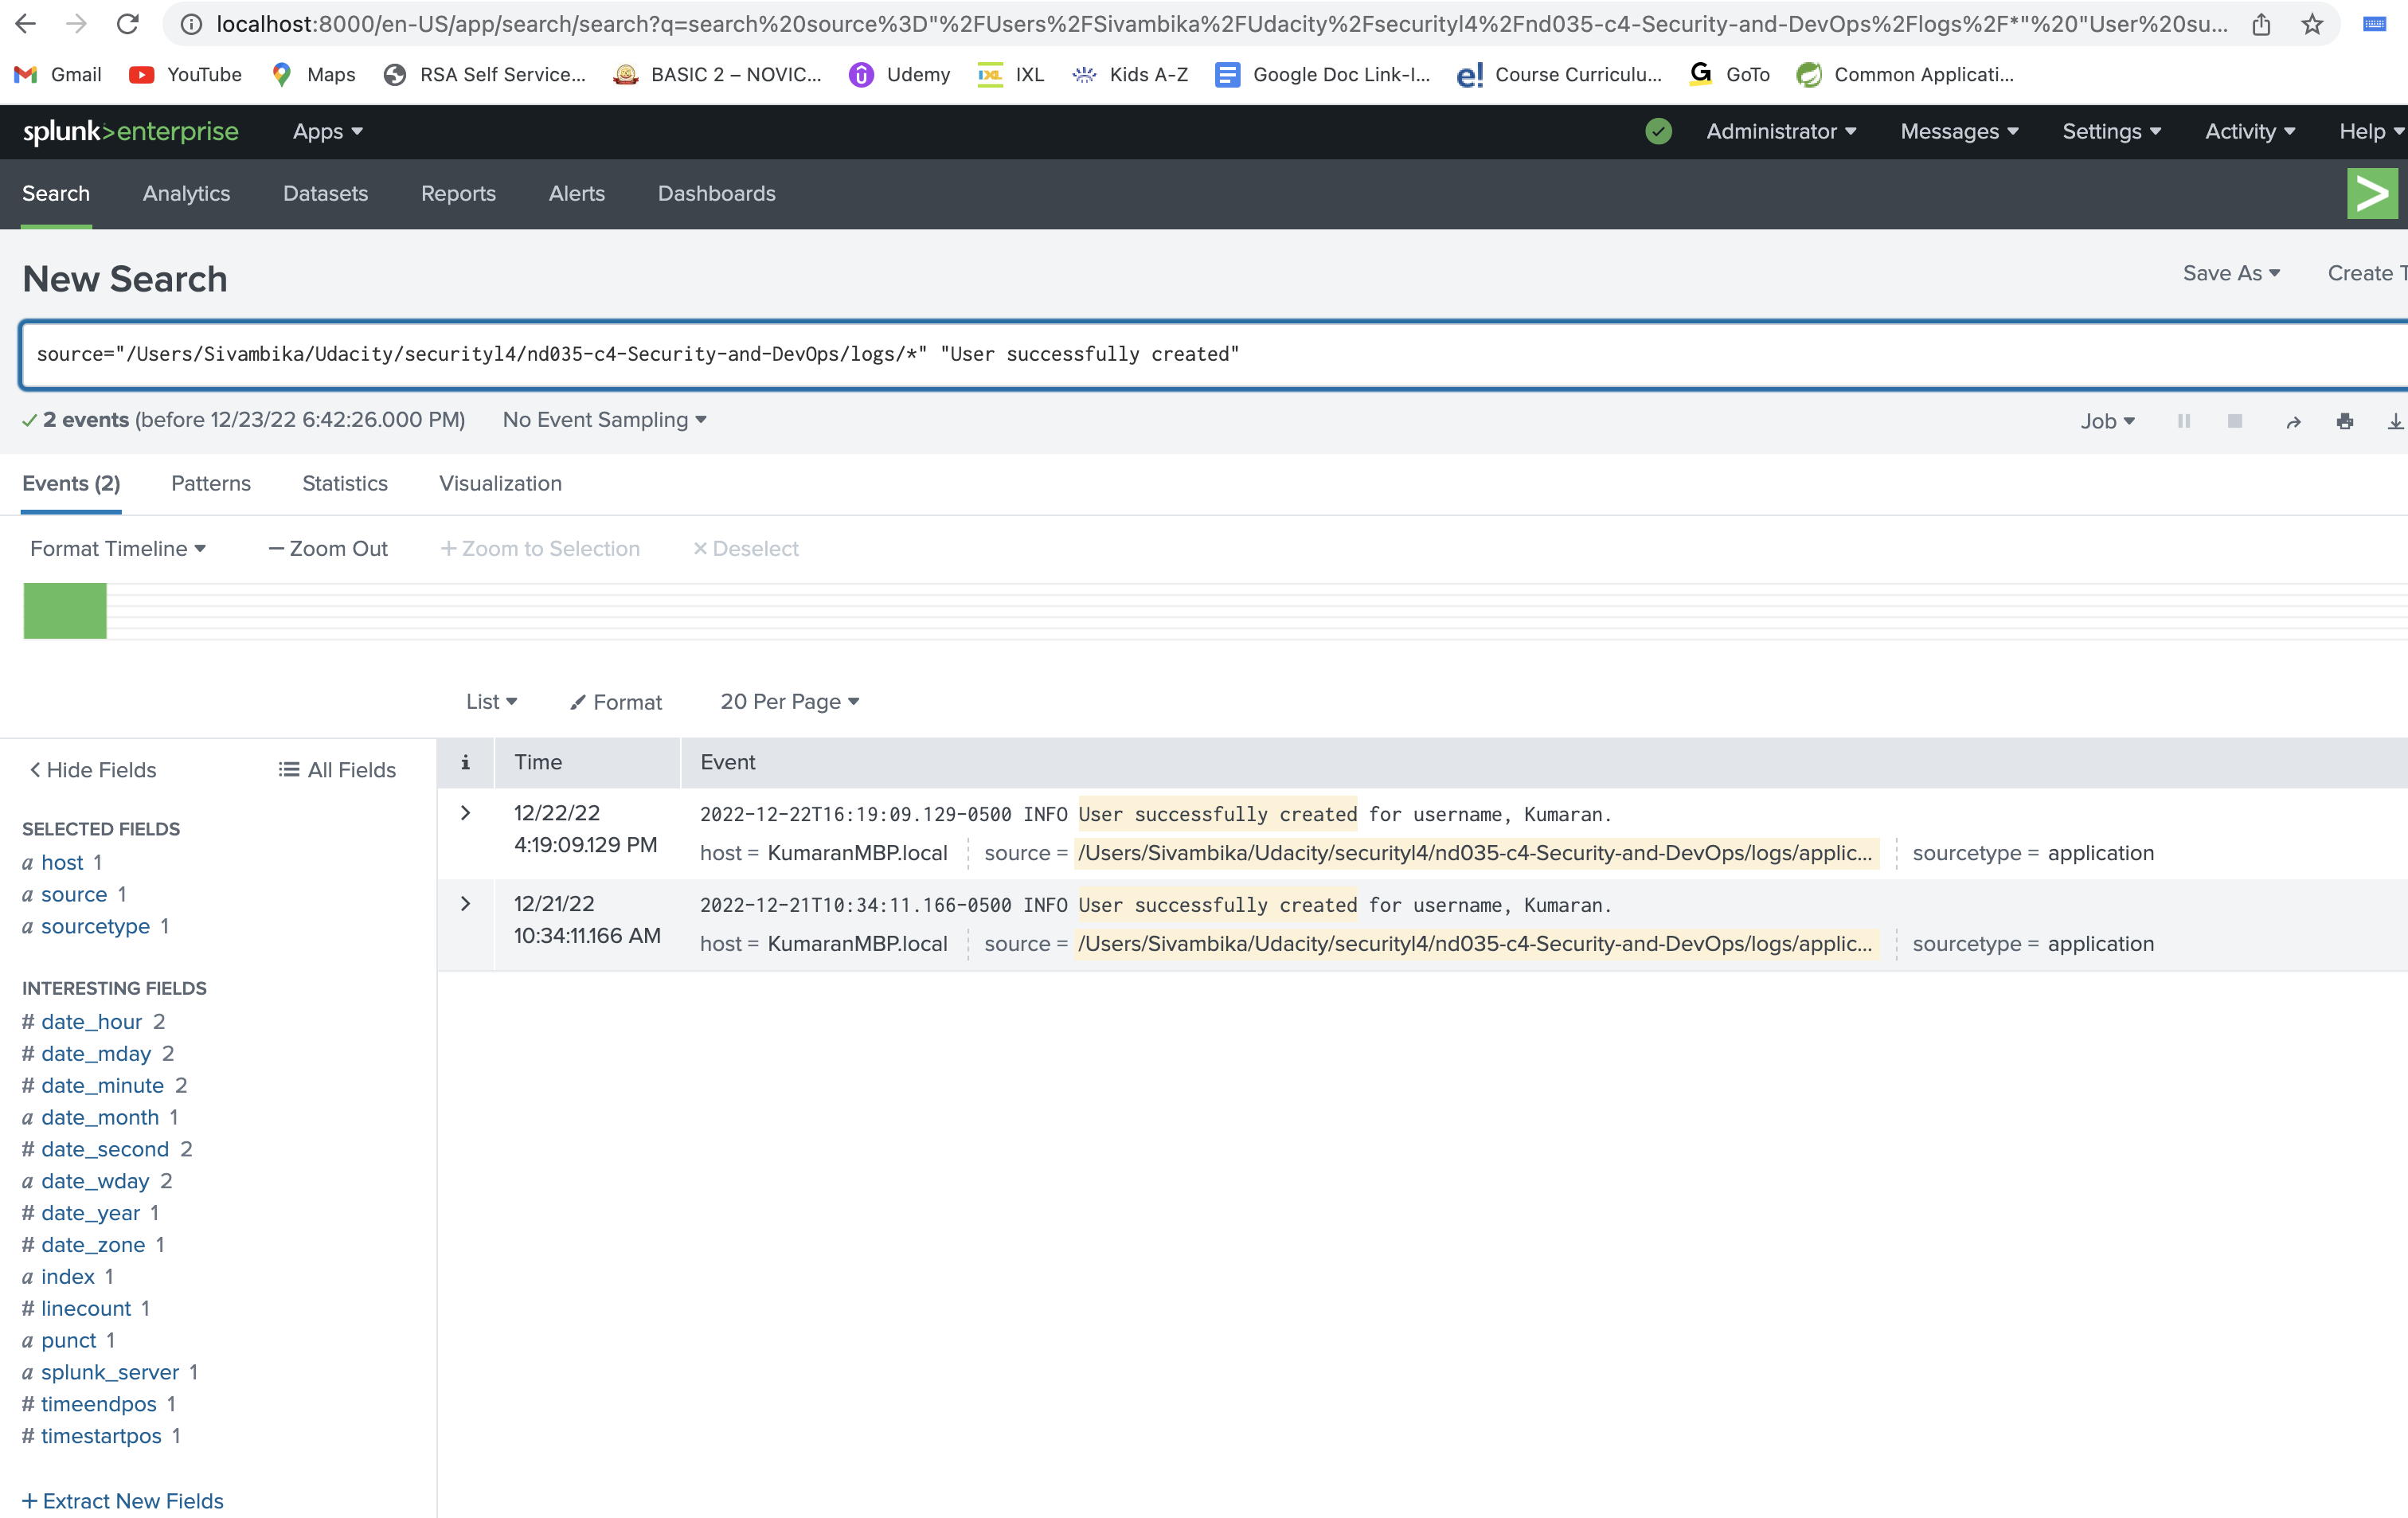 localhost:8000/en-US/app/search/search?q=search%20source%3D"%2FUsers%2FSivambika%2FUdacity%2Fsecurityl4%2Fnd035-c4-Security-and-DevOps%2Flogs%2F*"%20"User%20su...
Gmail YouTube Maps RSA Self Service... BASIC 2 – NOVIC... Udemy IXL Kids A-Z Google Doc Link-I... Course Curriculu... GoTo Common Applicati...
splunk>enterprise Apps Administrator Messages Settings Activity Help
Search Analytics Datasets Reports Alerts Dashboards
New Search Save As Create T
source="/Users/Sivambika/Udacity/securityl4/nd035-c4-Security-and-DevOps/logs/*" "User successfully created"
2 events (before 12/23/22 6:42:26.000 PM) No Event Sampling Job
Events (2) Patterns Statistics Visualization
Format Timeline — Zoom Out + Zoom to Selection × Deselect
List Format 20 Per Page
< Hide Fields All Fields
i Time Event
SELECTED FIELDS
a host 1
a source 1
a sourcetype 1
INTERESTING FIELDS
# date_hour 2
# date_mday 2
# date_minute 2
a date_month 1
# date_second 2
a date_wday 2
# date_year 1
# date_zone 1
a index 1
# linecount 1
a punct 1
a splunk_server 1
# timeendpos 1
# timestartpos 1
+ Extract New Fields
12/22/22
4:19:09.129 PM
2022-12-22T16:19:09.129-0500 INFO User successfully created for username, Kumaran.
host = KumaranMBP.local source = /Users/Sivambika/Udacity/securityl4/nd035-c4-Security-and-DevOps/logs/applic... sourcetype = application
12/21/22
10:34:11.166 AM
2022-12-21T10:34:11.166-0500 INFO User successfully created for username, Kumaran.
host = KumaranMBP.local source = /Users/Sivambika/Udacity/securityl4/nd035-c4-Security-and-DevOps/logs/applic... sourcetype = application